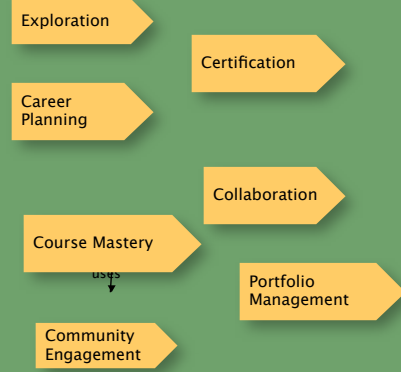 Exploration
Certification
Career
Planning
Collaboration
Course Mastery
uses
Portfolio
Management
Community
Engagement